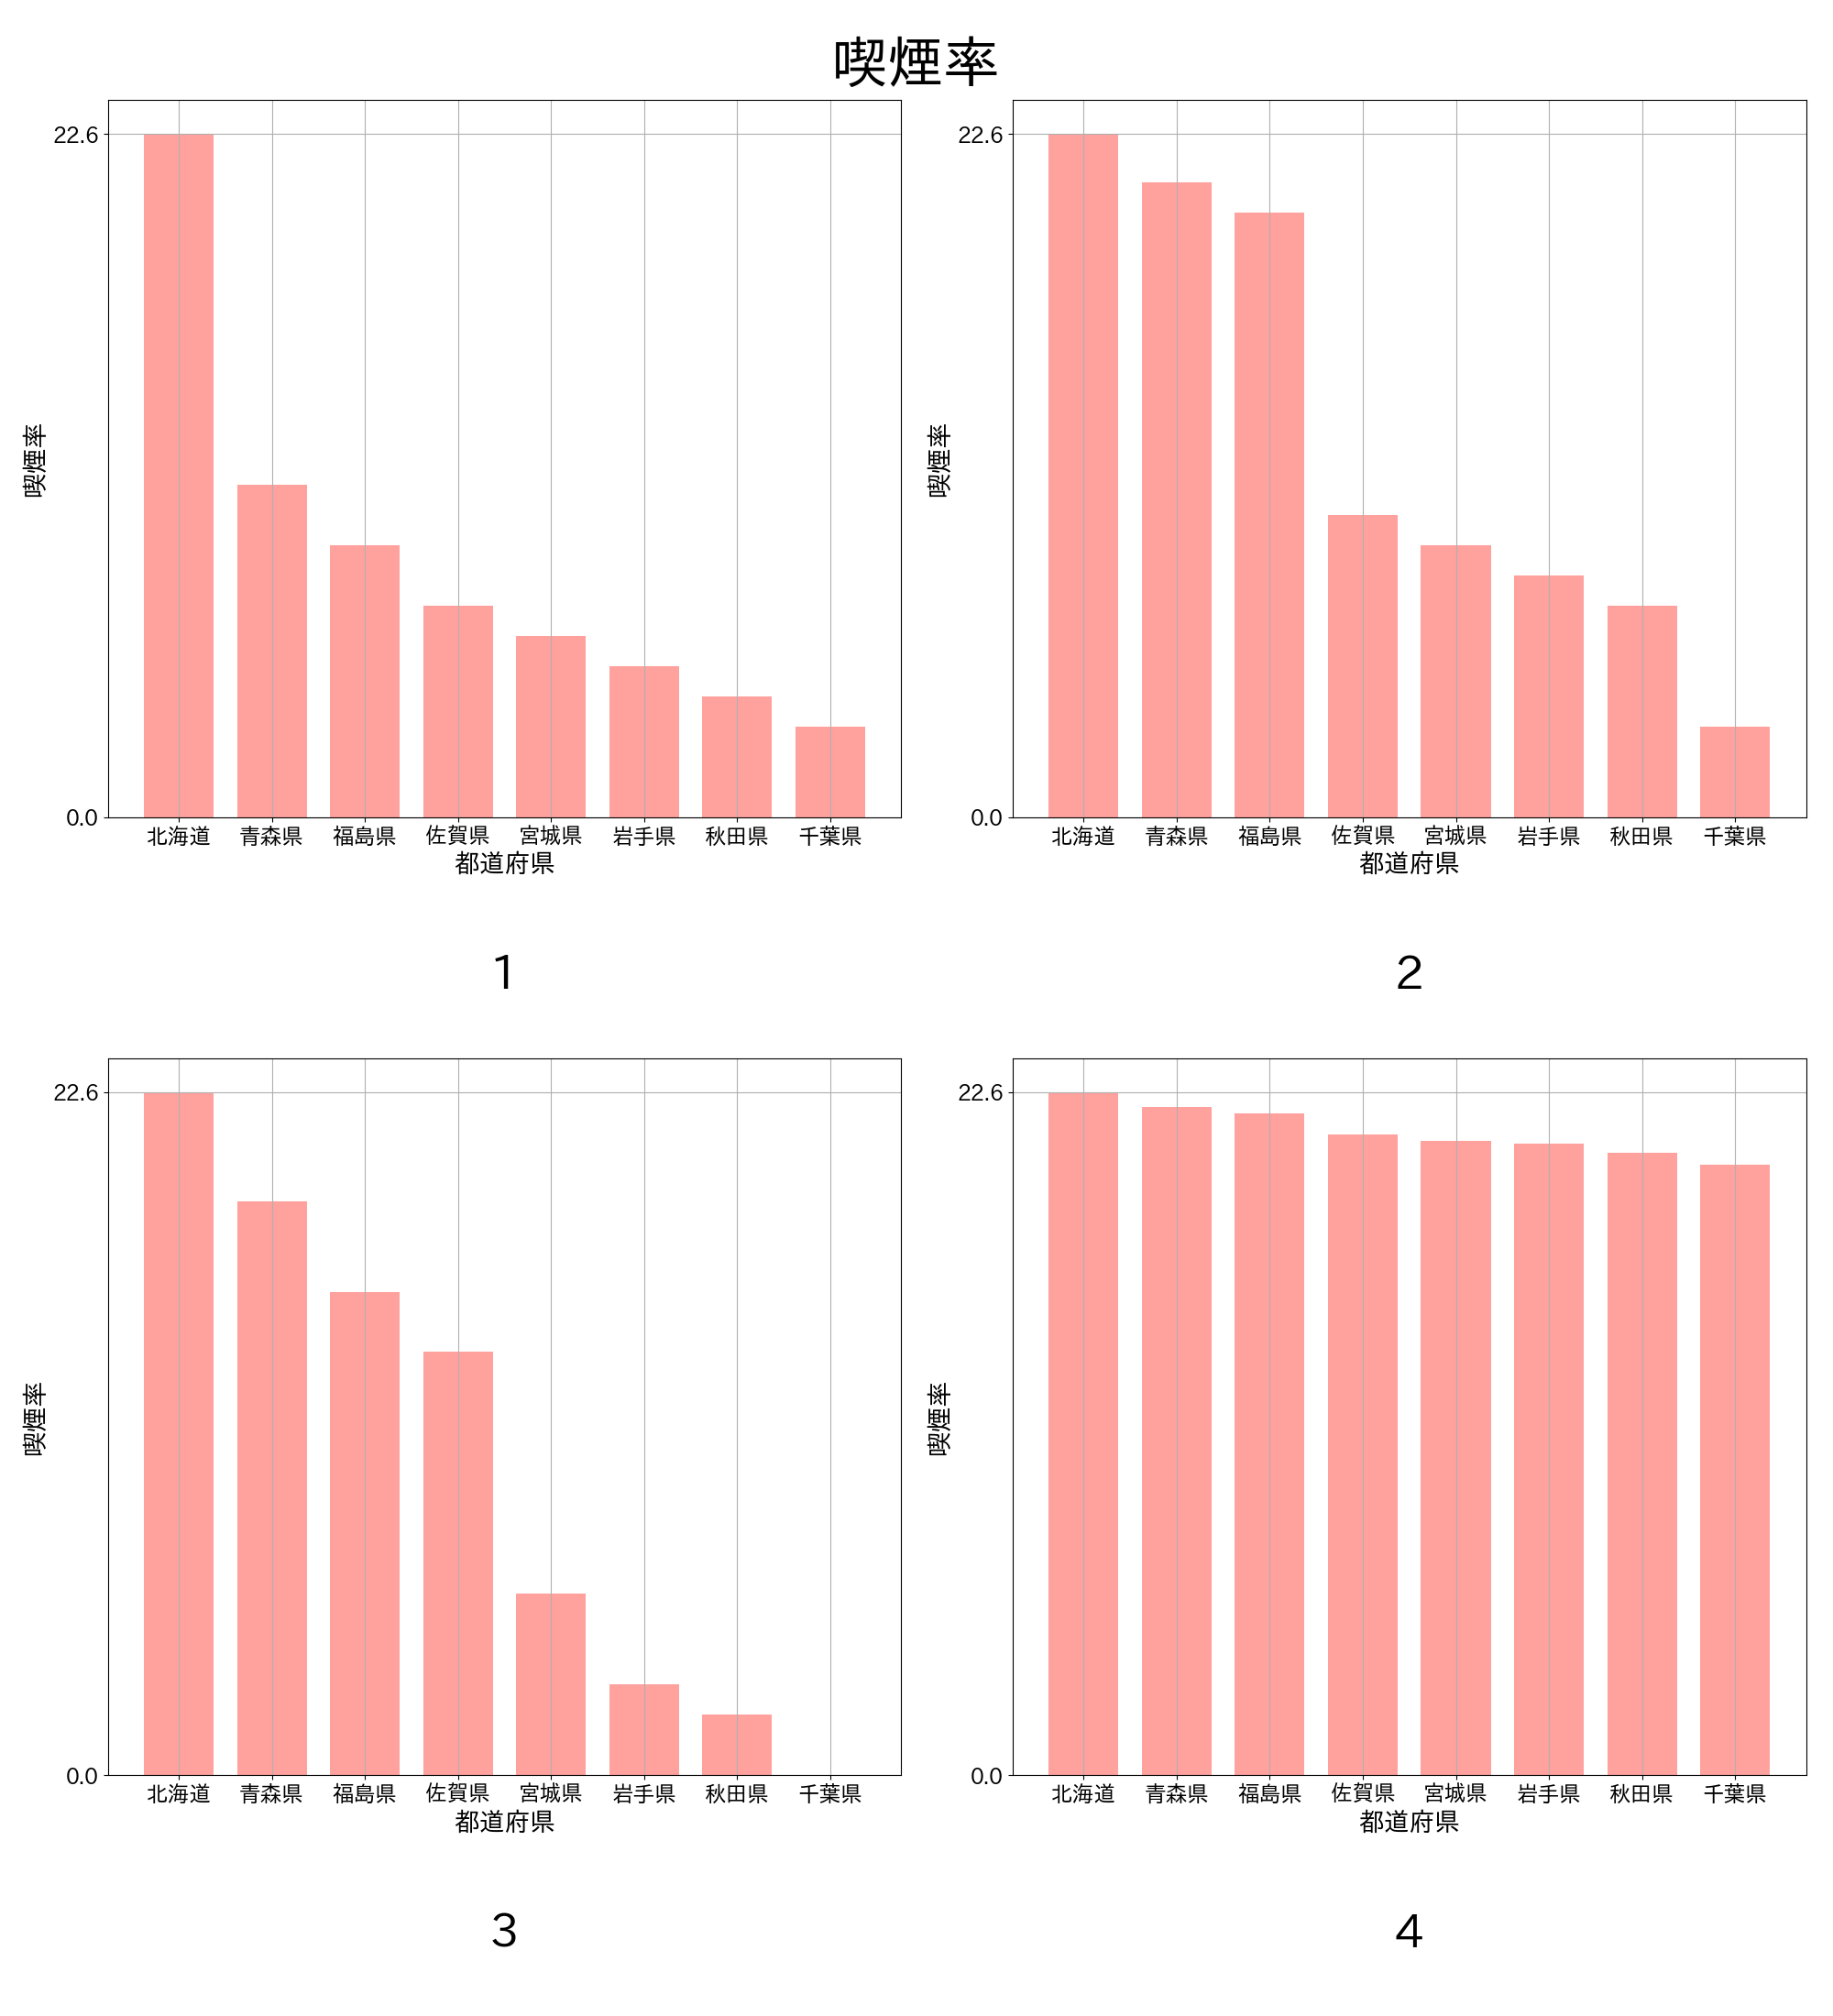 喫煙率
22.6
喫煙率
0.0
北海道 青森県 福島県 佐賀県 宮城県 岩手県 秋田県 千葉県
都道府県
1
22.6
喫煙率
0.0
北海道 青森県 福島県 佐賀県 宮城県 岩手県 秋田県 千葉県
都道府県
2
22.6
喫煙率
0.0
北海道 青森県 福島県 佐賀県 宮城県 岩手県 秋田県 千葉県
都道府県
3
22.6
喫煙率
0.0
北海道 青森県 福島県 佐賀県 宮城県 岩手県 秋田県 千葉県
都道府県
4